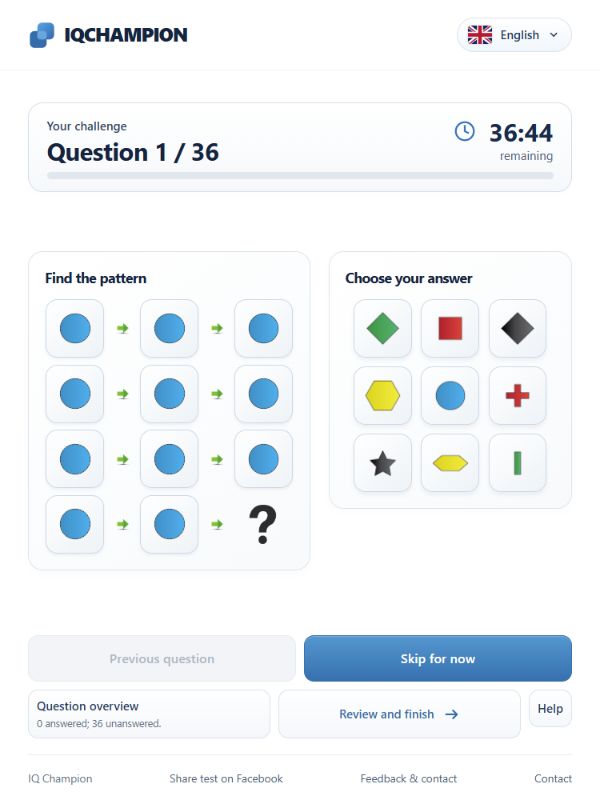 IQCHAMPION
English
Your challenge
Question 1 / 36
36:44
remaining
Find the pattern
?
Choose your answer
Previous question
Skip for now
Question overview
0 answered; 36 unanswered.
Review and finish
Help
IQ Champion
Share test on Facebook
Feedback & contact
Contact